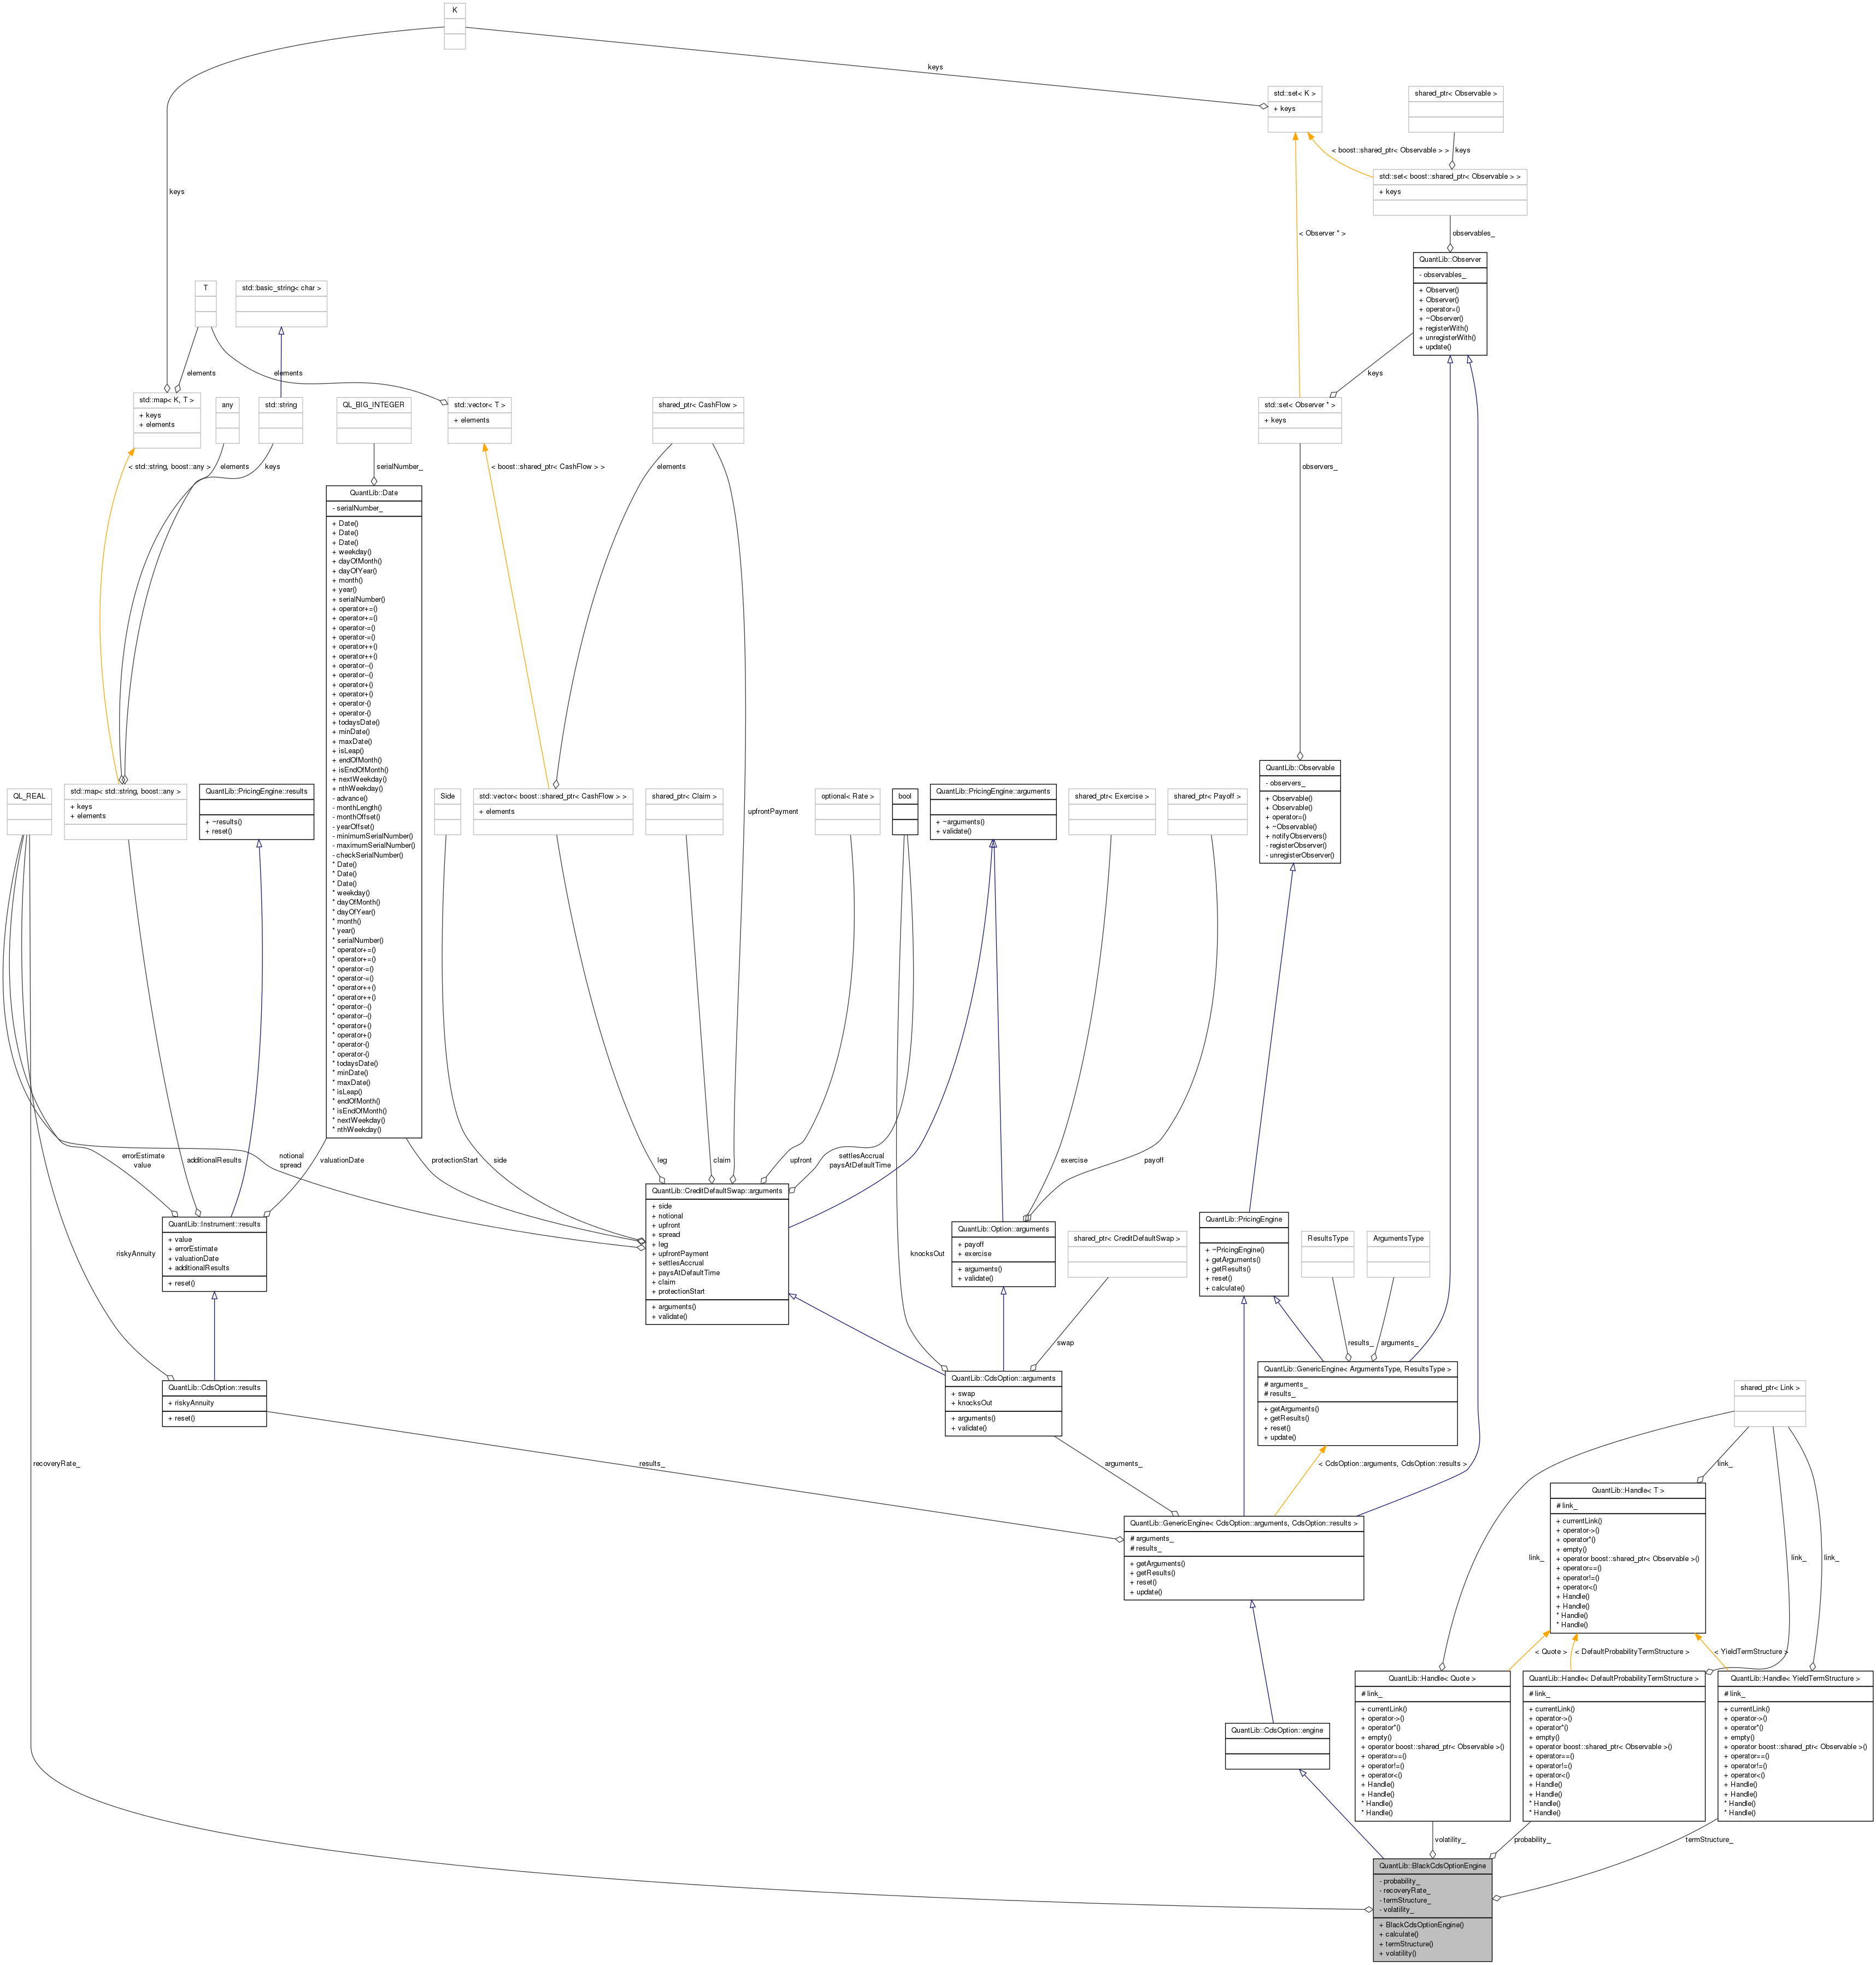 K
keys
std::set< K >
+ keys
shared_ptr< Observable >
< boost::shared_ptr< Observable > >
keys
std::set< boost::shared_ptr< Observable > >
+ keys
keys
< Observer * >
observables_
QuantLib::Observer
- observables_
+ Observer()
+ Observer()
+ operator=()
+ ~Observer()
+ registerWith()
+ unregisterWith()
+ update()
T
std::basic_string< char >
elements
elements
keys
std::map< K, T >
+ keys
+ elements
any
std::string
QL_BIG_INTEGER
std::vector< T >
+ elements
shared_ptr< CashFlow >
std::set< Observer * >
+ keys
< std::string, boost::any >
elements
keys
serialNumber_
< boost::shared_ptr< CashFlow > >
elements
observers_
QuantLib::Date
- serialNumber_
+ Date()
+ Date()
+ Date()
+ weekday()
+ dayOfMonth()
+ dayOfYear()
+ month()
+ year()
+ serialNumber()
+ operator+=()
+ operator+=()
+ operator-=()
+ operator-=()
+ operator++()
+ operator++()
+ operator--()
+ operator--()
+ operator+()
+ operator+()
+ operator-()
+ operator-()
+ todaysDate()
+ minDate()
+ maxDate()
+ isLeap()
+ endOfMonth()
+ isEndOfMonth()
+ nextWeekday()
+ nthWeekday()
- advance()
- monthLength()
- monthOffset()
- yearOffset()
- minimumSerialNumber()
- maximumSerialNumber()
- checkSerialNumber()
* Date()
* Date()
* Date()
* weekday()
* dayOfMonth()
* dayOfYear()
* month()
* year()
* serialNumber()
* operator+=()
* operator+=()
* operator-=()
* operator-=()
* operator++()
* operator++()
* operator--()
* operator--()
* operator+()
* operator+()
* operator-()
* operator-()
* todaysDate()
* minDate()
* maxDate()
* isLeap()
* endOfMonth()
* isEndOfMonth()
* nextWeekday()
* nthWeekday()
QL_REAL
std::map< std::string, boost::any >
+ keys
+ elements
QuantLib::PricingEngine::results
+ ~results()
+ reset()
Side
std::vector< boost::shared_ptr< CashFlow > >
+ elements
shared_ptr< Claim >
upfrontPayment
optional< Rate >
bool
QuantLib::PricingEngine::arguments
+ ~arguments()
+ validate()
shared_ptr< Exercise >
shared_ptr< Payoff >
QuantLib::Observable
- observers_
+ Observable()
+ Observable()
+ operator=()
+ ~Observable()
+ notifyObservers()
- registerObserver()
- unregisterObserver()
errorEstimate
value
additionalResults
notional
spread
valuationDate
protectionStart
side
leg
claim
upfront
settlesAccrual
paysAtDefaultTime
exercise
payoff
QuantLib::Instrument::results
+ value
+ errorEstimate
+ valuationDate
+ additionalResults
+ reset()
QuantLib::CreditDefaultSwap::arguments
+ side
+ notional
+ upfront
+ spread
+ leg
+ upfrontPayment
+ settlesAccrual
+ paysAtDefaultTime
+ claim
+ protectionStart
+ arguments()
+ validate()
riskyAnnuity
knocksOut
QuantLib::Option::arguments
+ payoff
+ exercise
+ arguments()
+ validate()
shared_ptr< CreditDefaultSwap >
QuantLib::PricingEngine
+ ~PricingEngine()
+ getArguments()
+ getResults()
+ reset()
+ calculate()
ResultsType
ArgumentsType
swap
results_
arguments_
QuantLib::CdsOption::results
+ riskyAnnuity
+ reset()
QuantLib::CdsOption::arguments
+ swap
+ knocksOut
+ arguments()
+ validate()
QuantLib::GenericEngine< ArgumentsType, ResultsType >
# arguments_
# results_
+ getArguments()
+ getResults()
+ reset()
+ update()
shared_ptr< Link >
recoveryRate_
results_
arguments_
< CdsOption::arguments, CdsOption::results >
link_
QuantLib::GenericEngine< CdsOption::arguments, CdsOption::results >
# arguments_
# results_
+ getArguments()
+ getResults()
+ reset()
+ update()
QuantLib::Handle< T >
# link_
+ currentLink()
+ operator->()
+ operator*()
+ empty()
+ operator boost::shared_ptr< Observable >()
+ operator==()
+ operator!=()
+ operator<()
+ Handle()
+ Handle()
* Handle()
* Handle()
link_
link_
link_
< Quote >
< DefaultProbabilityTermStructure >
< YieldTermStructure >
QuantLib::CdsOption::engine
QuantLib::Handle< Quote >
# link_
+ currentLink()
+ operator->()
+ operator*()
+ empty()
+ operator boost::shared_ptr< Observable >()
+ operator==()
+ operator!=()
+ operator<()
+ Handle()
+ Handle()
* Handle()
* Handle()
QuantLib::Handle< DefaultProbabilityTermStructure >
# link_
+ currentLink()
+ operator->()
+ operator*()
+ empty()
+ operator boost::shared_ptr< Observable >()
+ operator==()
+ operator!=()
+ operator<()
+ Handle()
+ Handle()
* Handle()
* Handle()
QuantLib::Handle< YieldTermStructure >
# link_
+ currentLink()
+ operator->()
+ operator*()
+ empty()
+ operator boost::shared_ptr< Observable >()
+ operator==()
+ operator!=()
+ operator<()
+ Handle()
+ Handle()
* Handle()
* Handle()
volatility_
probability_
termStructure_
QuantLib::BlackCdsOptionEngine
- probability_
- recoveryRate_
- termStructure_
- volatility_
+ BlackCdsOptionEngine()
+ calculate()
+ termStructure()
+ volatility()